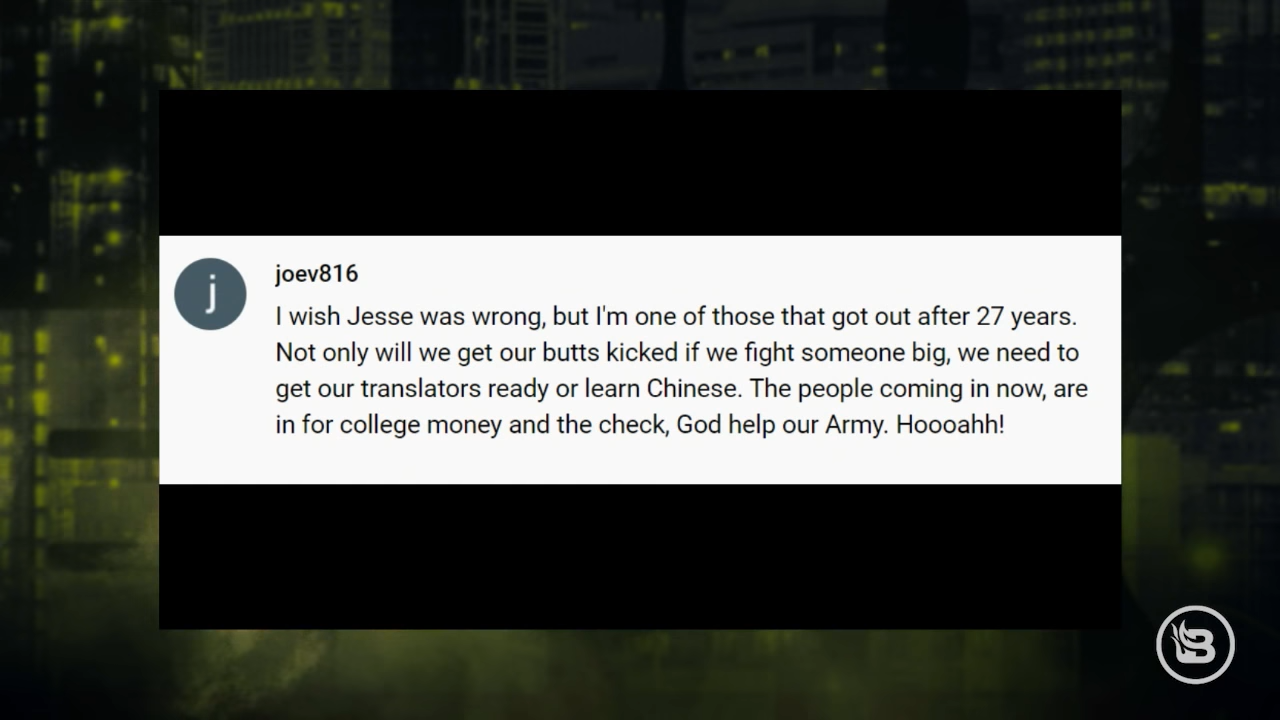 j
joev816
I wish Jesse was wrong, but I'm one of those that got out after 27 years.
Not only will we get our butts kicked if we fight someone big, we need to
get our translators ready or learn Chinese. The people coming in now, are
in for college money and the check, God help our Army. Hoooahh!
B